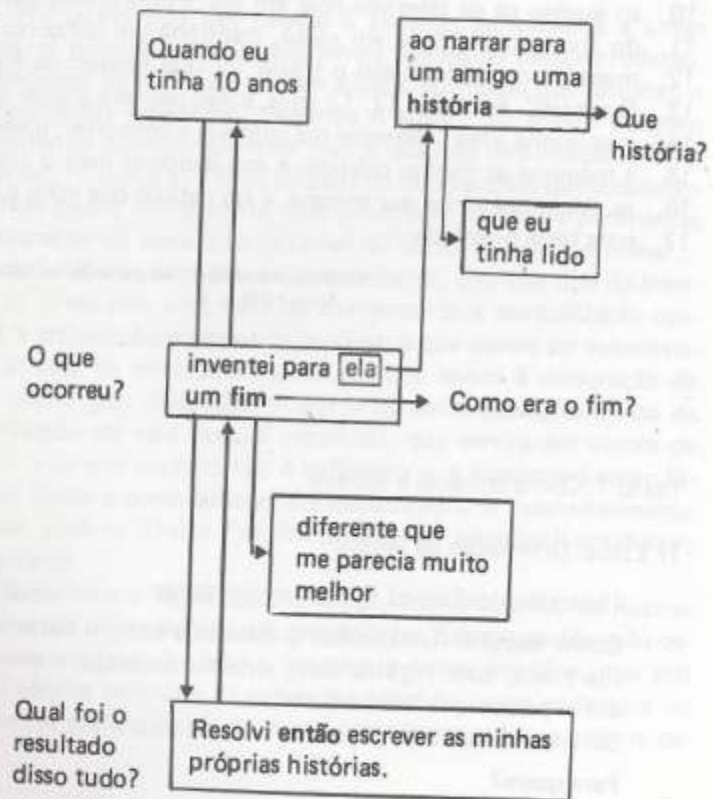 Quando eu
tinha 10 anos
ao narrar para
um amigo uma
história
Que
história?
que eu
tinha lido
O que
ocorreu?
inventei para ela
um fim
Como era o fim?
diferente que
me parecia muito
melhor
Qual foi o
resultado
disso tudo?
Resolvi então escrever as minhas
próprias histórias.